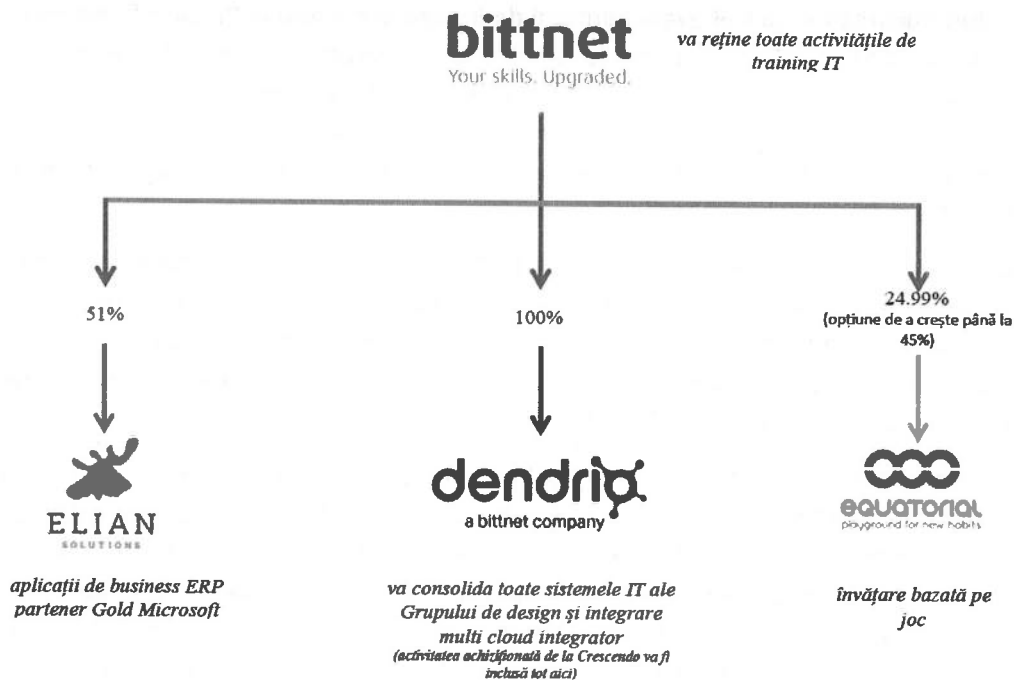 bittnet
Your skills. Upgraded.
va reține toate activitățile de
training IT
51%
100%
24.99%
(opțiune de a crește până la
45%)
ELIAN
SOLUTIONS
dendrio
a bittnet company
equatorial
playground for new habits
aplicații de business ERP
partener Gold Microsoft
va consolida toate sistemele IT ale
Grupului de design și integrare
multi cloud integrator
(activitatea achiziționată de la Crescendo va fi
inclusă tot aici)
învățare bazată pe
joc